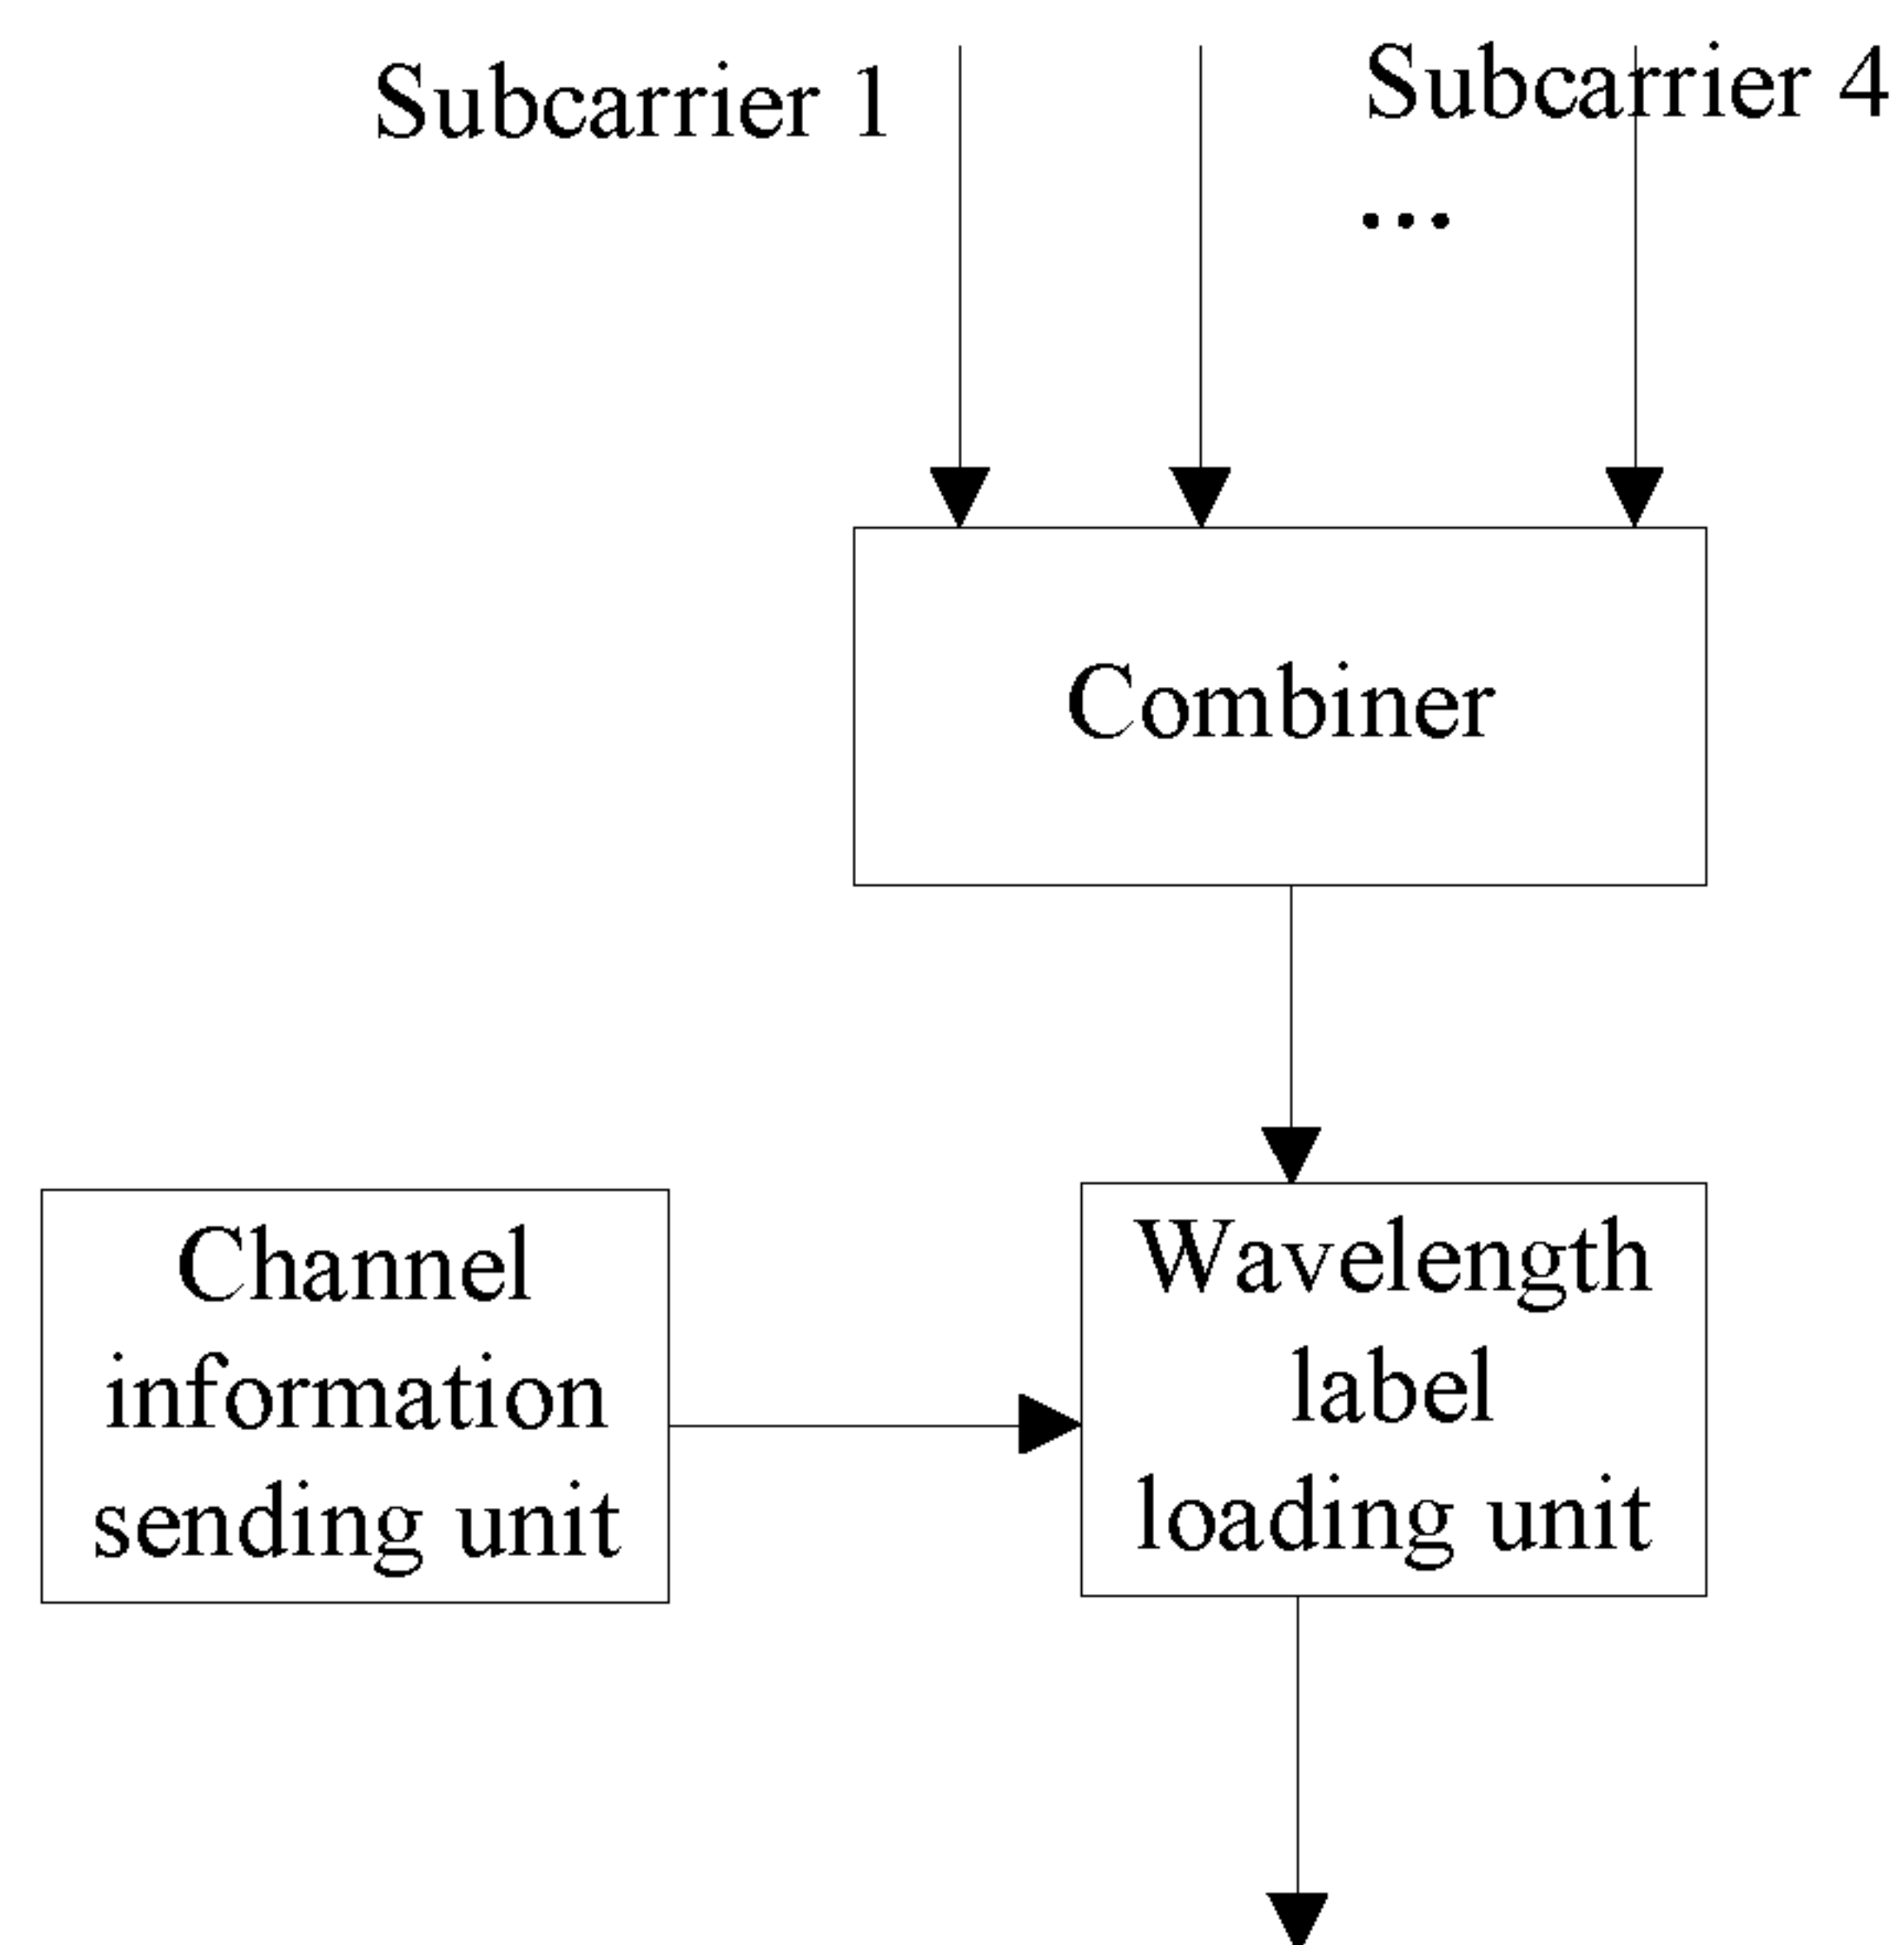 Subcarrier 1
Subcarrier 4
...
Combiner
Channel
information
sending unit
Wavelength
label
loading unit